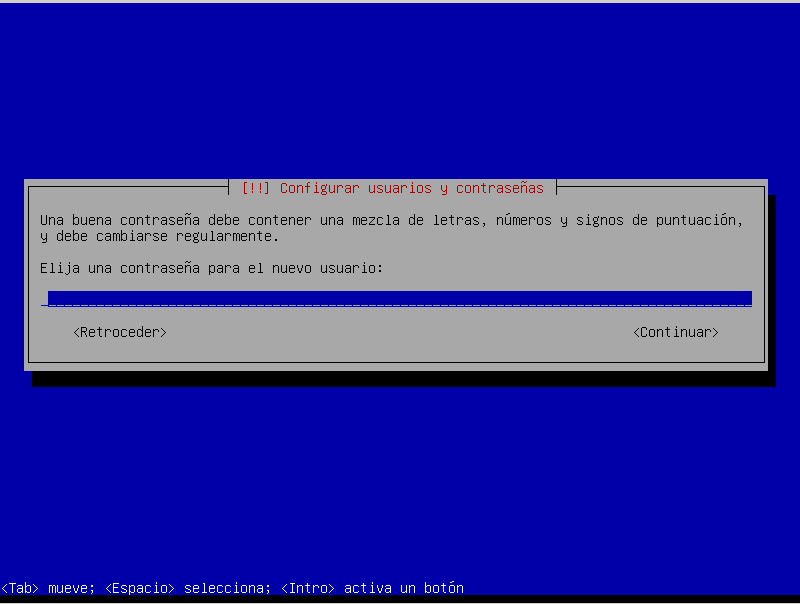 [!!] Configurar usuarios y contraseñas
Una buena contraseña debe contener una mezcla de letras, números y signos de puntuación,
y debe cambiarse regularmente.
Elija una contraseña para el nuevo usuario:
<Retroceder> <Continuar>
<Tab> mueve; <Espacio> selecciona; <Intro> activa un botón